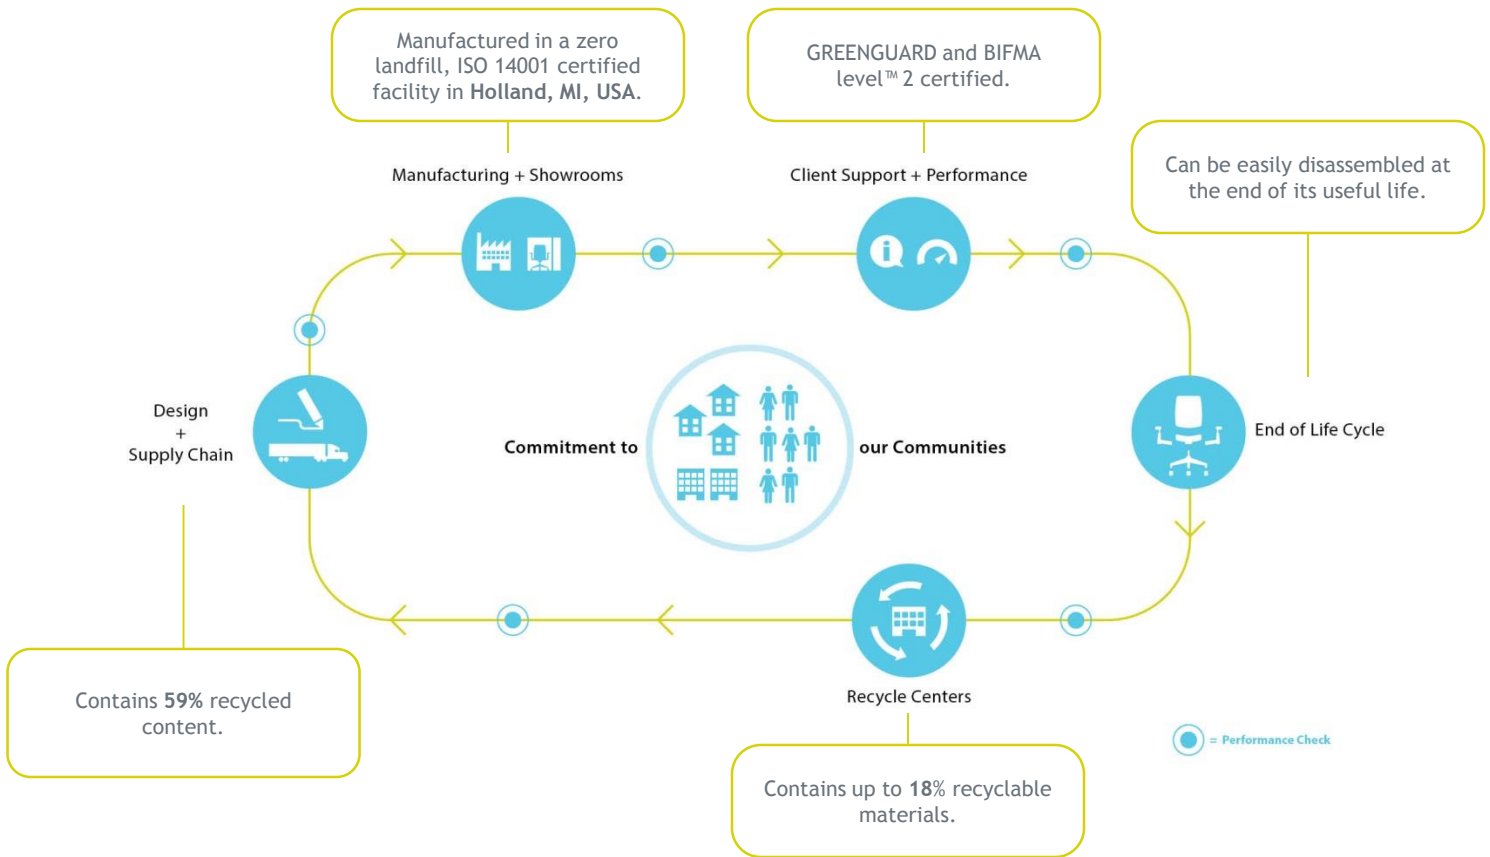 Manufactured in a zero
landfill, ISO 14001 certified
facility in Holland, MI, USA.
GREENGUARD and BIFMA
level™ 2 certified.
Can be easily disassembled at
the end of its useful life.
Manufacturing + Showrooms
Client Support + Performance
Design
+
Supply Chain
Commitment to
our Communities
End of Life Cycle
Recycle Centers
Contains 59% recycled
content.
= Performance Check
Contains up to 18% recyclable
materials.